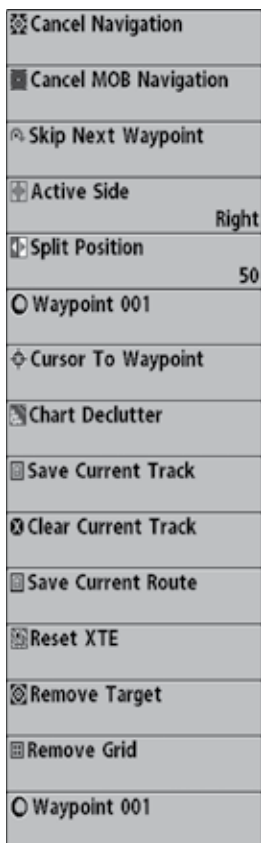 Cancel Navigation
Cancel MOB Navigation
Skip Next Waypoint
Active Side
Right
Split Position
50
Waypoint 001
Cursor To Waypoint
Chart Declutter
Save Current Track
Clear Current Track
Save Current Route
Reset XTE
Remove Target
Remove Grid
Waypoint 001